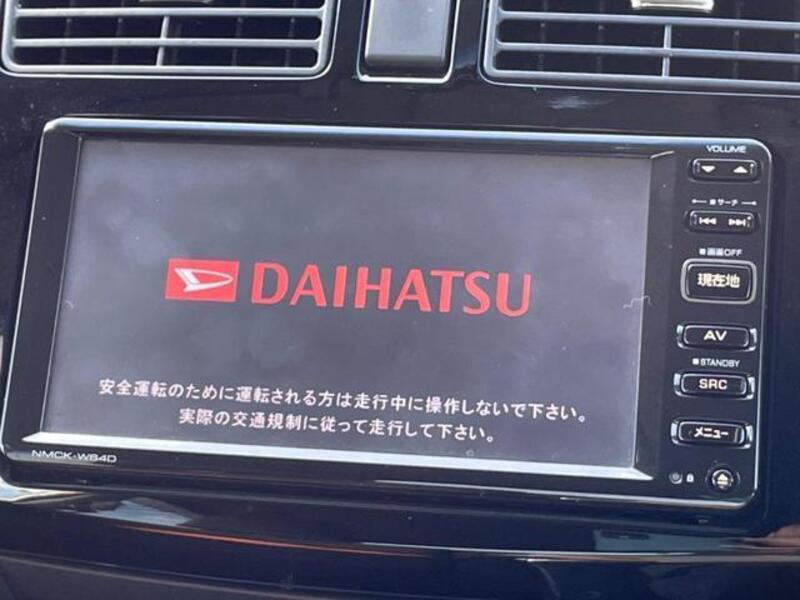 VOLUME
サーチ
画面OFF
現在地
AV
STANDBY
SRC
メニュー
DAIHATSU
安全運転のために運転される方は走行中に操作しないで下さい。
実際の交通規制に従って走行して下さい。
NMCK-W64D